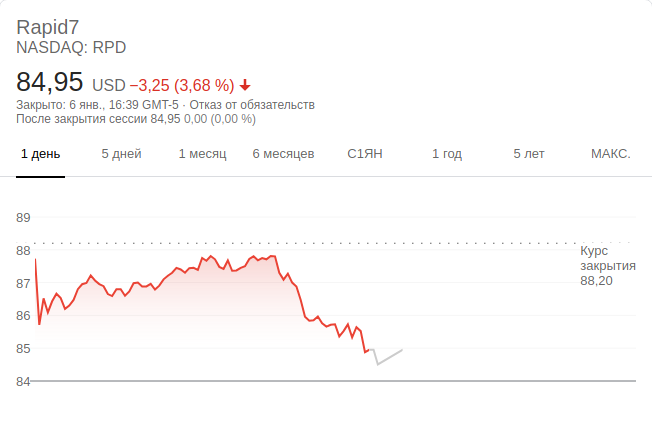 Rapid7
NASDAQ: RPD
84,95 USD −3,25 (3,68 %)
Закрыто: 6 янв., 16:39 GMT-5 · Отказ от обязательств
После закрытия сессии 84,95 0,00 (0,00 %)
1 день 5 дней 1 месяц 6 месяцев С1ЯН 1 год 5 лет МАКС.
89
88
87
86
85
84
Курс
закрытия
88,20